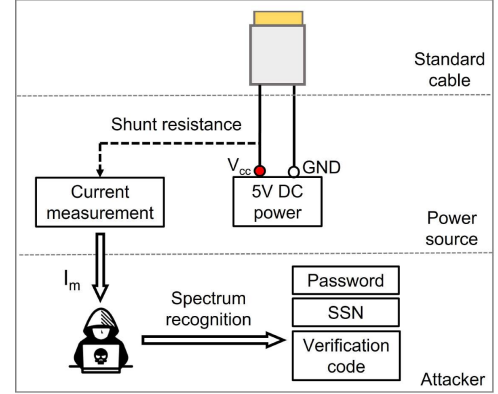 Standard
cable
Shunt resistance
Vcc
GND
Current
measurement
5V DC
power
Power
source
Im
Spectrum
recognition
Password
SSN
Verification
code
Attacker